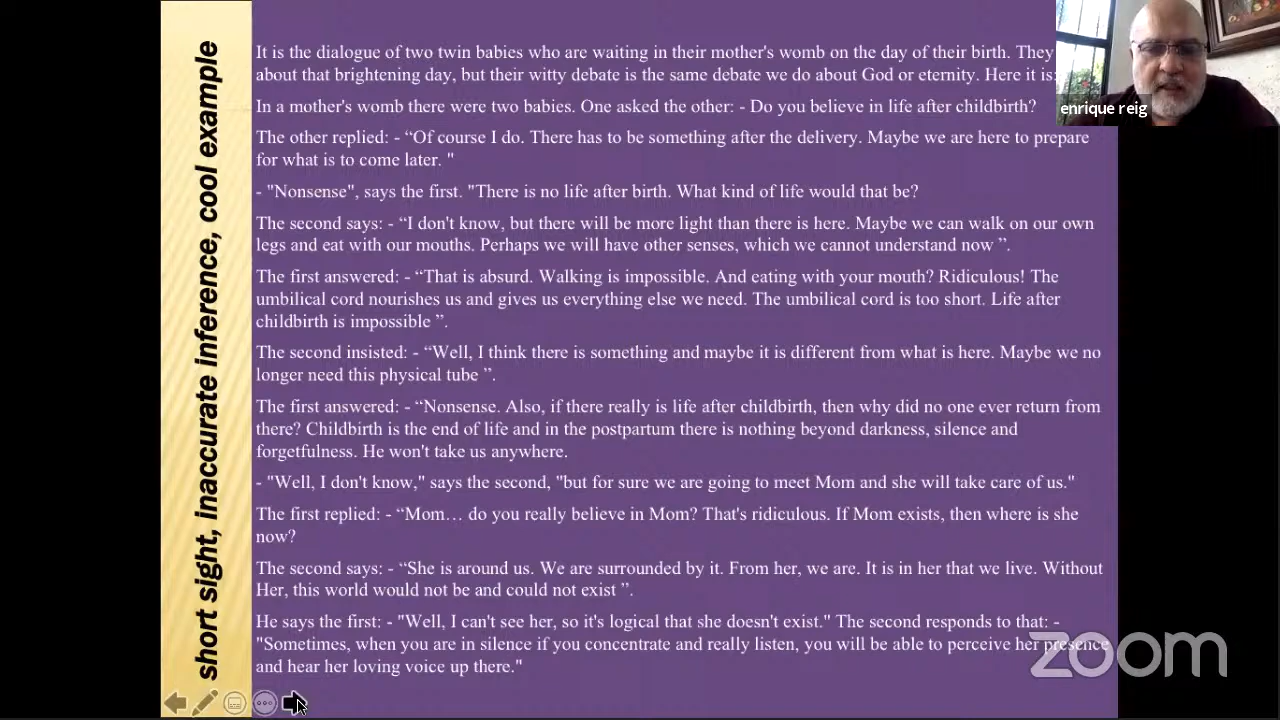 short sight, inaccurate inference, cool example
It is the dialogue of two twin babies who are waiting in their mother's womb on the day of their birth. They
about that brightening day, but their witty debate is the same debate we do about God or eternity. Here it is:
In a mother's womb there were two babies. One asked the other: - Do you believe in life after childbirth?
The other replied: - “Of course I do. There has to be something after the delivery. Maybe we are here to prepare
for what is to come later. "
- "Nonsense", says the first. "There is no life after birth. What kind of life would that be?
The second says: - “I don't know, but there will be more light than there is here. Maybe we can walk on our own
legs and eat with our mouths. Perhaps we will have other senses, which we cannot understand now ”.
The first answered: - “That is absurd. Walking is impossible. And eating with your mouth? Ridiculous! The
umbilical cord nourishes us and gives us everything else we need. The umbilical cord is too short. Life after
childbirth is impossible ”.
The second insisted: - “Well, I think there is something and maybe it is different from what is here. Maybe we no
longer need this physical tube ”.
The first answered: - “Nonsense. Also, if there really is life after childbirth, then why did no one ever return from
there? Childbirth is the end of life and in the postpartum there is nothing beyond darkness, silence and
forgetfulness. He won't take us anywhere.
- "Well, I don't know," says the second, "but for sure we are going to meet Mom and she will take care of us."
The first replied: - “Mom… do you really believe in Mom? That's ridiculous. If Mom exists, then where is she
now?
The second says: - “She is around us. We are surrounded by it. From her, we are. It is in her that we live. Without
Her, this world would not be and could not exist ”.
He says the first: - "Well, I can't see her, so it's logical that she doesn't exist." The second responds to that: -
"Sometimes, when you are in silence if you concentrate and really listen, you will be able to perceive her presence
and hear her loving voice up there."
enrique reig
zoom